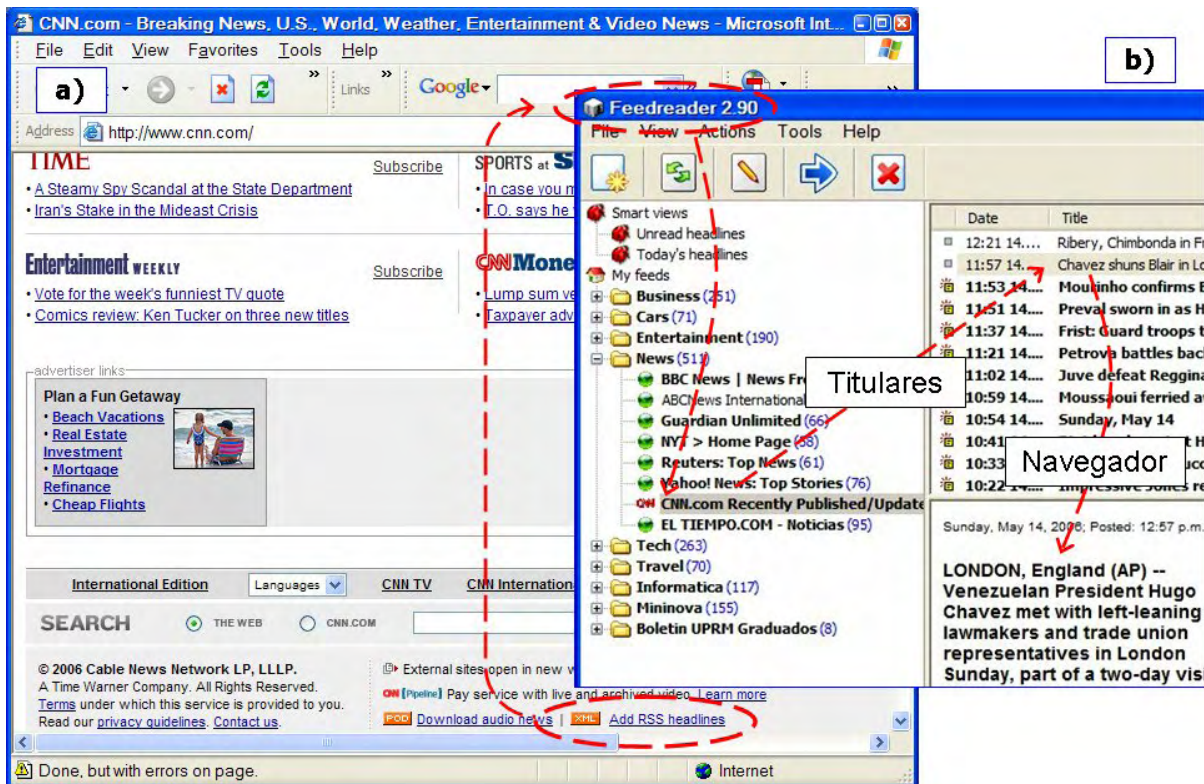 CNN.com - Breaking News, U.S., World, Weather, Entertainment & Video News - Microsoft Int...
File Edit View Favorites Tools Help
a)
Links
Google
Address http://www.cnn.com/
TIME
Subscribe
• A Steamy Spy Scandal at the State Department
• Iran's Stake in the Mideast Crisis
SPORTS at
• In case you m
• T.O. says he
Entertainment WEEKLY
Subscribe
• Vote for the week's funniest TV quote
• Comics review: Ken Tucker on three new titles
CNNMone
• Lump sum ve
• Taxpayer adv
advertiser links
Plan a Fun Getaway
• Beach Vacations
• Real Estate
Investment
• Mortgage
Refinance
• Cheap Flights
International Edition Languages CNN TV CNN Internation
SEARCH THE WEB CNN.COM
© 2006 Cable News Network LP, LLLP.
A Time Warner Company. All Rights Reserved.
Terms under which this service is provided to you.
Read our privacy guidelines. Contact us.
External sites open in new w
CNN [Pipeline] Pay service with live and archived video. Learn more
POD Download audio news | XML Add RSS headlines
Done, but with errors on page.
Internet
b)
Feedreader 2.90
File View Actions Tools Help
Smart views
Unread headlines
Today's headlines
My feeds
Business (251)
Cars (71)
Entertainment (190)
News (511)
BBC News | News Fr
ABCNews International
Guardian Unlimited (66)
NYT > Home Page (58)
Reuters: Top News (61)
Yahoo! News: Top Stories (76)
CNN CNN.com Recently Published/Update
EL TIEMPO.COM - Noticias (95)
Tech (263)
Travel (70)
Informatica (117)
Mininova (155)
Boletin UPRM Graduados (8)
Titulares
Navegador
Date Title
12:21 14.... Ribery, Chimbonda in Fr
11:57 14.... Chavez shuns Blair in Lo
11:53 14.... Mourinho confirms B
11:51 14.... Preval sworn in as H
11:37 14.... Frist: Guard troops t
11:21 14.... Petrova battles bac
11:02 14.... Juve defeat Reggina
10:59 14.... Moussaoui ferried a
10:54 14.... Sunday, May 14
10:41
10:33
10:22 14.... Impressive Jones re
Sunday, May 14, 2006; Posted: 12:57 p.m.
LONDON, England (AP) --
Venezuelan President Hugo
Chavez met with left-leaning
lawmakers and trade union
representatives in London
Sunday, part of a two-day visi